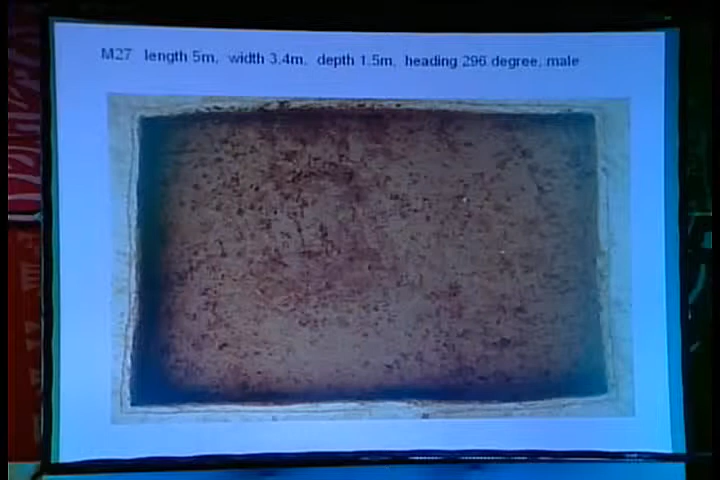 M27 length 5m, width 3.4m, depth 1.5m, heading 296 degree, male